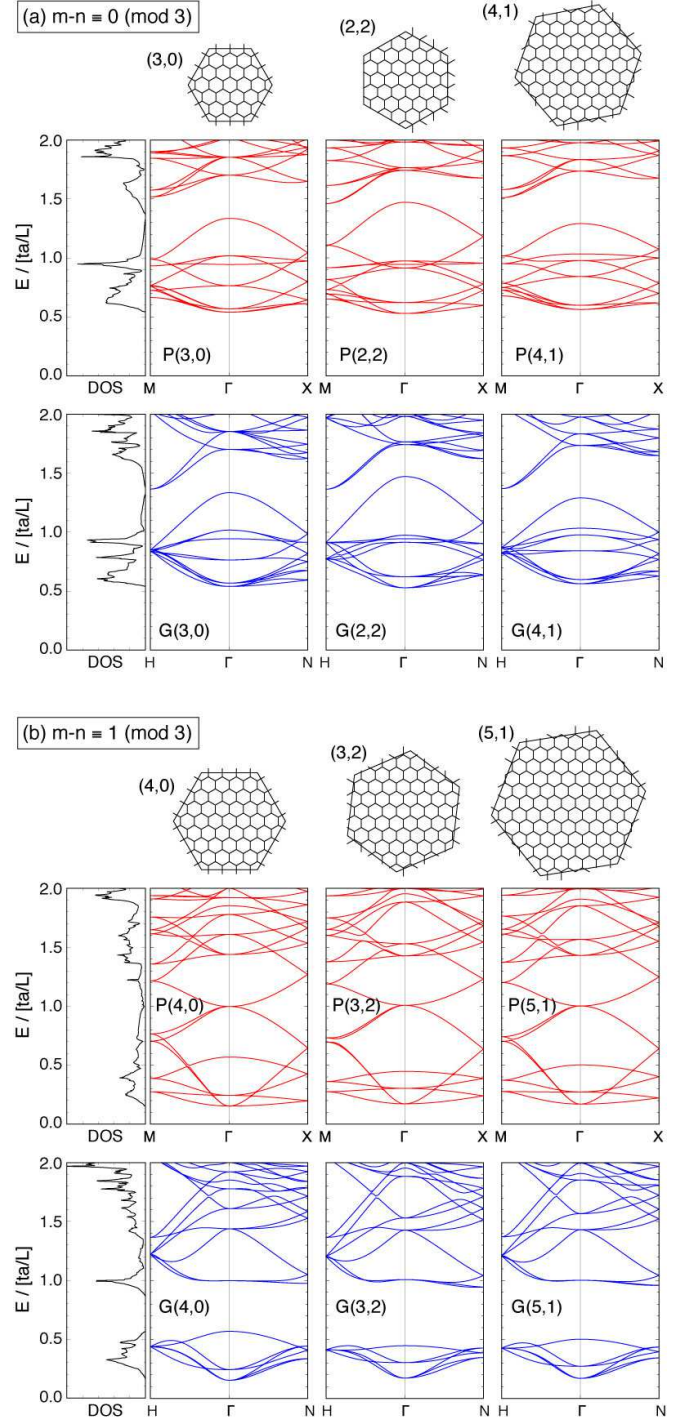 (a) m-n ≡ 0 (mod 3)
(3,0)
(2,2)
(4,1)
E / [ta/L]
2.0
1.5
1.0
0.5
0.0
P(3,0)
P(2,2)
P(4,1)
DOS
M Γ X
M Γ X
M Γ X
E / [ta/L]
2.0
1.5
1.0
0.5
0.0
G(3,0)
G(2,2)
G(4,1)
DOS
H Γ N
H Γ N
H Γ N
(b) m-n ≡ 1 (mod 3)
(4,0)
(3,2)
(5,1)
E / [ta/L]
2.0
1.5
1.0
0.5
0.0
P(4,0)
P(3,2)
P(5,1)
DOS
M Γ X
M Γ X
M Γ X
E / [ta/L]
2.0
1.5
1.0
0.5
0.0
G(4,0)
G(3,2)
G(5,1)
DOS
H Γ N
H Γ N
H Γ N